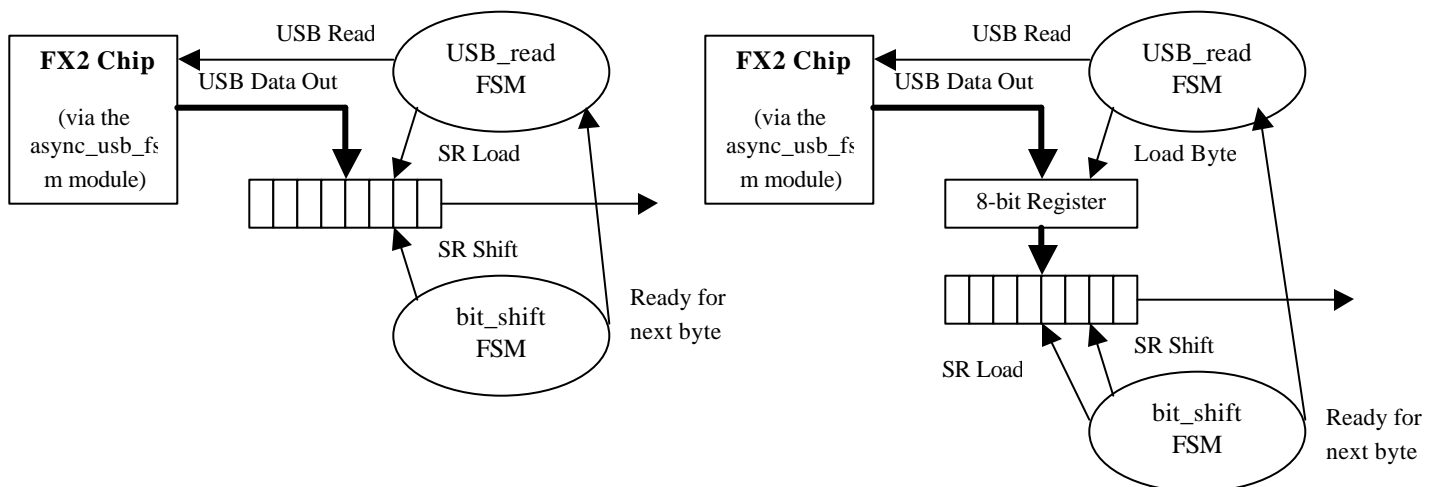 USB Read
FX2 Chip
USB_read
FSM
USB Data Out
(via the
async_usb_fs
m module)
SR Load
SR Shift
bit_shift
FSM
Ready for
next byte
USB Read
FX2 Chip
USB_read
FSM
USB Data Out
(via the
async_usb_fs
m module)
Load Byte
8-bit Register
SR Shift
SR Load
bit_shift
FSM
Ready for
next byte